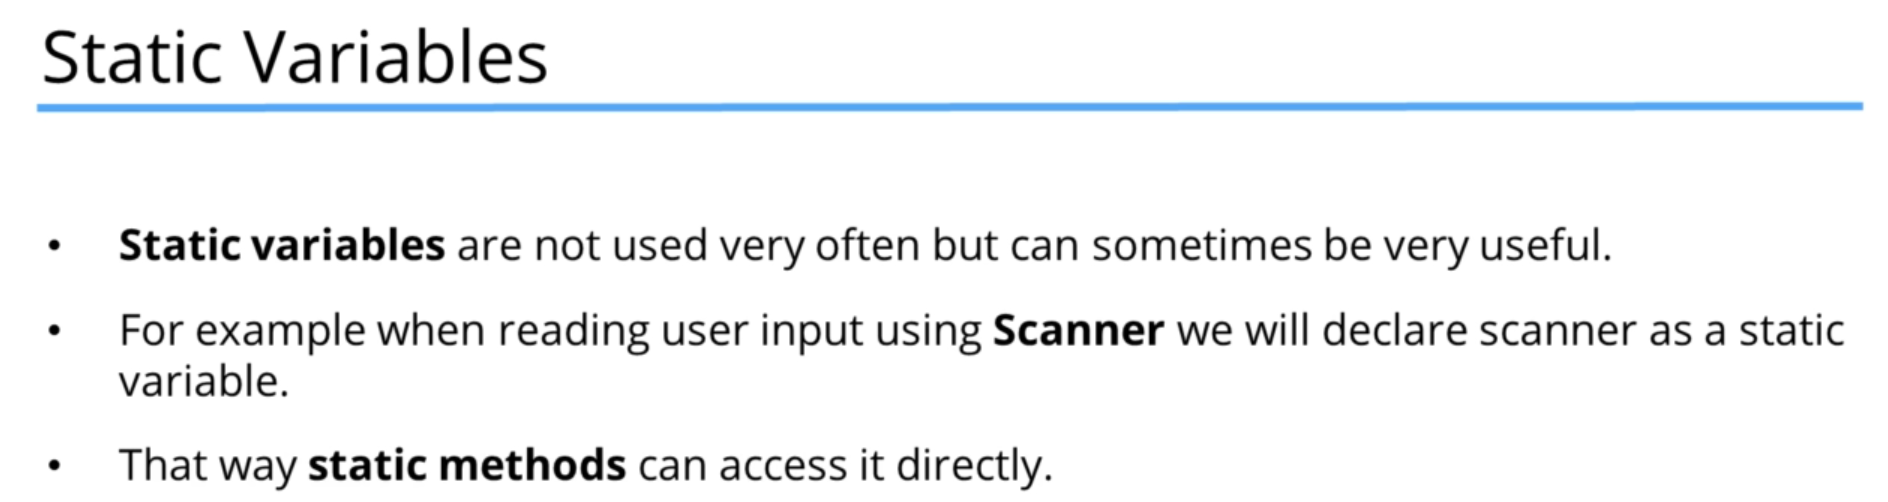 Static Variables
• Static variables are not used very often but can sometimes be very useful.
• For example when reading user input using Scanner we will declare scanner as a static
variable.
• That way static methods can access it directly.